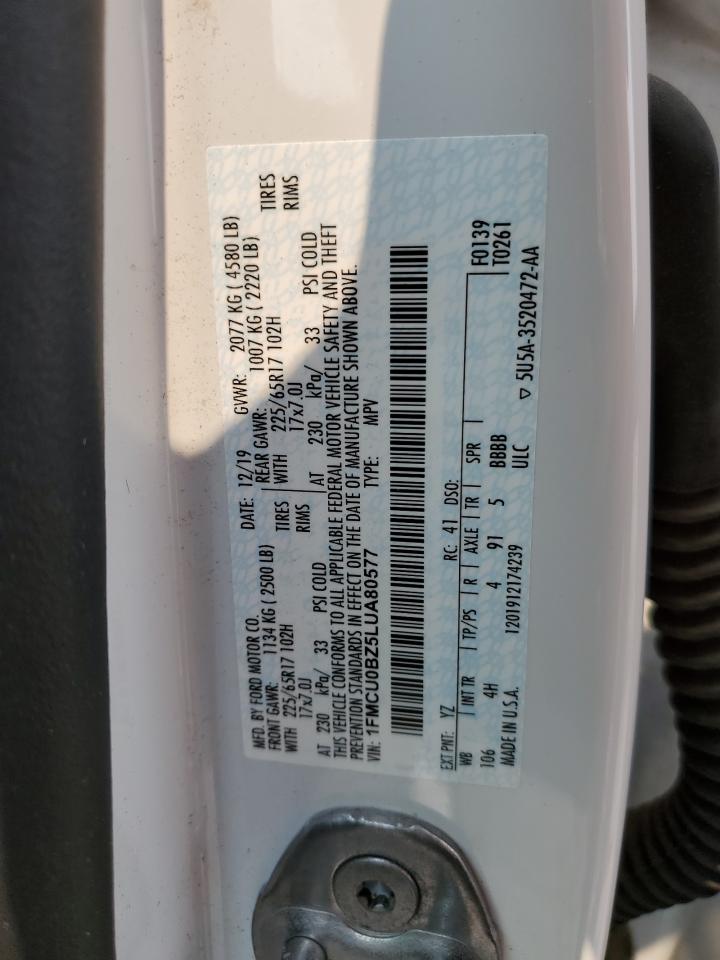 MFD. BY FORD MOTOR CO. DATE: 12/19 GVWR: 2077 KG ( 4580 LB)
FRONT GAWR: 1134 KG ( 2500 LB) REAR GAWR: 1007 KG ( 2220 LB)
WITH 225/65R17 102H TIRES WITH 225/65R17 102H TIRES
17x7.0J RIMS 17x7.0J RIMS
AT 230 kPa/ 33 PSI COLD AT 230 kPa/ 33 PSI COLD
THIS VEHICLE CONFORMS TO ALL APPLICABLE FEDERAL MOTOR VEHICLE SAFETY AND THEFT
PREVENTION STANDARDS IN EFFECT ON THE DATE OF MANUFACTURE SHOWN ABOVE.
VIN: 1FMCU0BZ5LUA80577 TYPE: MPV
EXT PNT: YZ RC: 41 DSO: F0139
WB INT TR TP/PS R AXLE TR SPR T0261
106 4H 4 91 5 BBBB
MADE IN U.S.A. 1201912174239 ULC ▽ 5U5A-3520472-AA